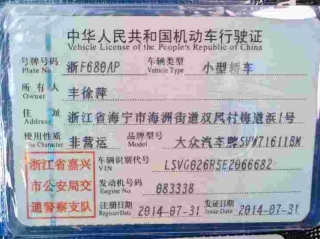 中华人民共和国机动车行驶证
Vehicle License of the People's Republic of China
号牌号码 浙F680AP 车辆类型 小型轿车
Plate No. Vehicle Type
所有人 丰徐萍
Owner
住址 浙江省海宁市海洲街道双凤村梅道浜1号
Address
使用性质 非营运 品牌型号 大众汽车牌SVW71611BM
浙江省嘉兴 车辆识别代号 LSVG026R5E2066682
市公安局交 发动机号码 083338
Engine No.
通警察支队 注册日期 2014-07-31 发证日期 2014-07-31
Register Date Issue Date